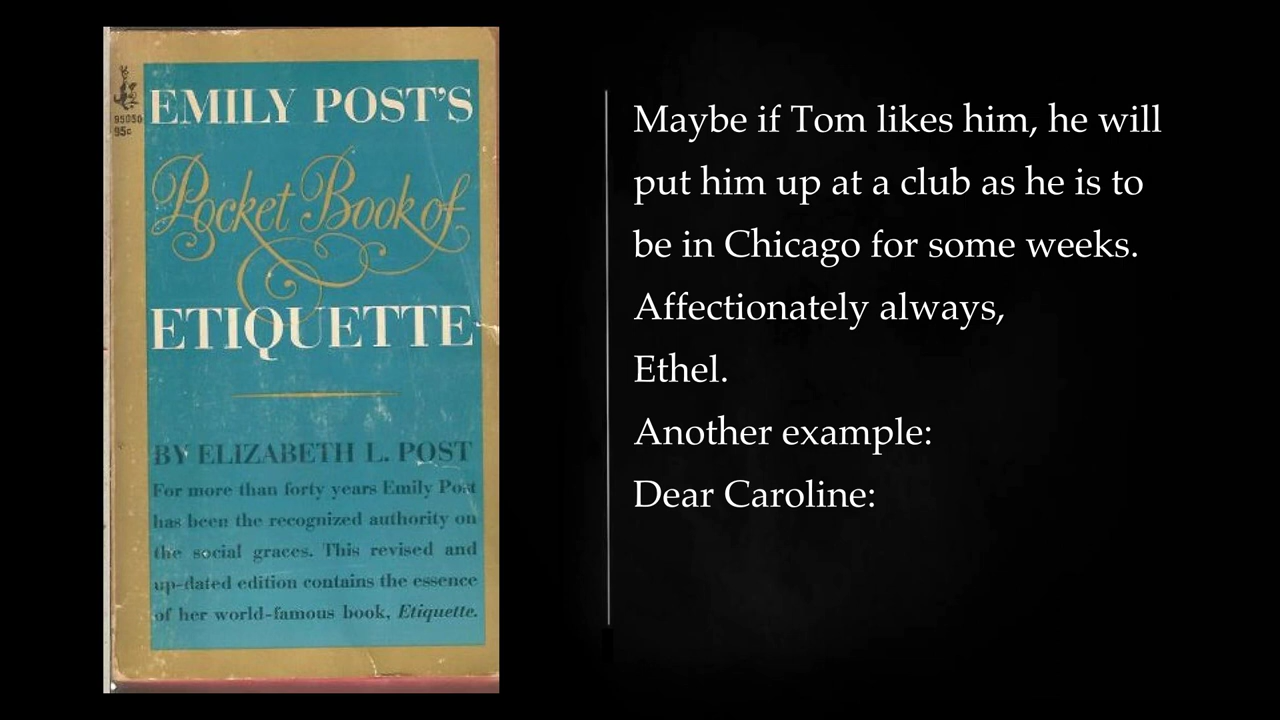 EMILY POST'S
Pocket Book of
ETIQUETTE
95050
95c
BY ELIZABETH L. POST
For more than forty years Emily Post
has been the recognized authority on
the social graces. This revised and
up-dated edition contains the essence
of her world-famous book, Etiquette.
Maybe if Tom likes him, he will
put him up at a club as he is to
be in Chicago for some weeks.
Affectionately always,
Ethel.
Another example:
Dear Caroline: